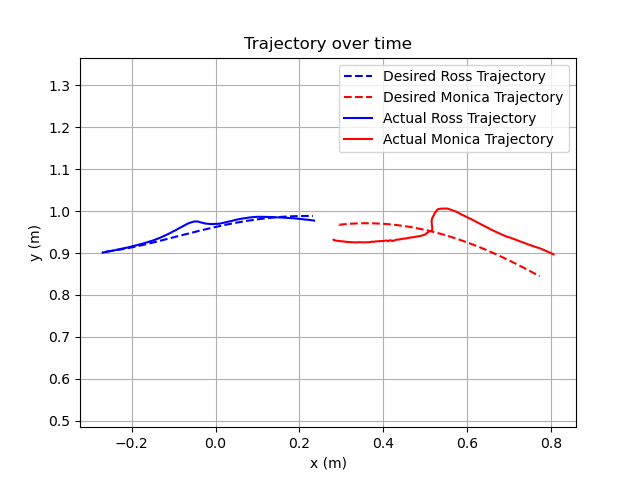 Trajectory over time
Desired Ross Trajectory
Desired Monica Trajectory
Actual Ross Trajectory
Actual Monica Trajectory
y (m)
1.3
1.2
1.1
1.0
0.9
0.8
0.7
0.6
0.5
−0.2 0.0 0.2 0.4 0.6 0.8
x (m)